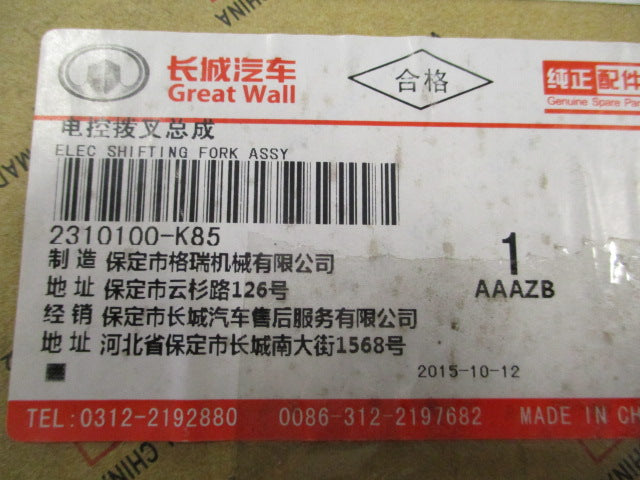 长城汽车
Great Wall
合格
纯正配件
Genuine Spare
电控拨叉总成
ELEC SHIFTING FORK ASSY
2310100-K85
1
AAAZB
制造 保定市格瑞机械有限公司
地址 保定市云杉路126号
经销 保定市长城汽车售后服务有限公司
地址 河北省保定市长城南大街1568号
2015-10-12
TEL:0312-2192880 0086-312-2197682 MADE IN
CHINA
CHINA